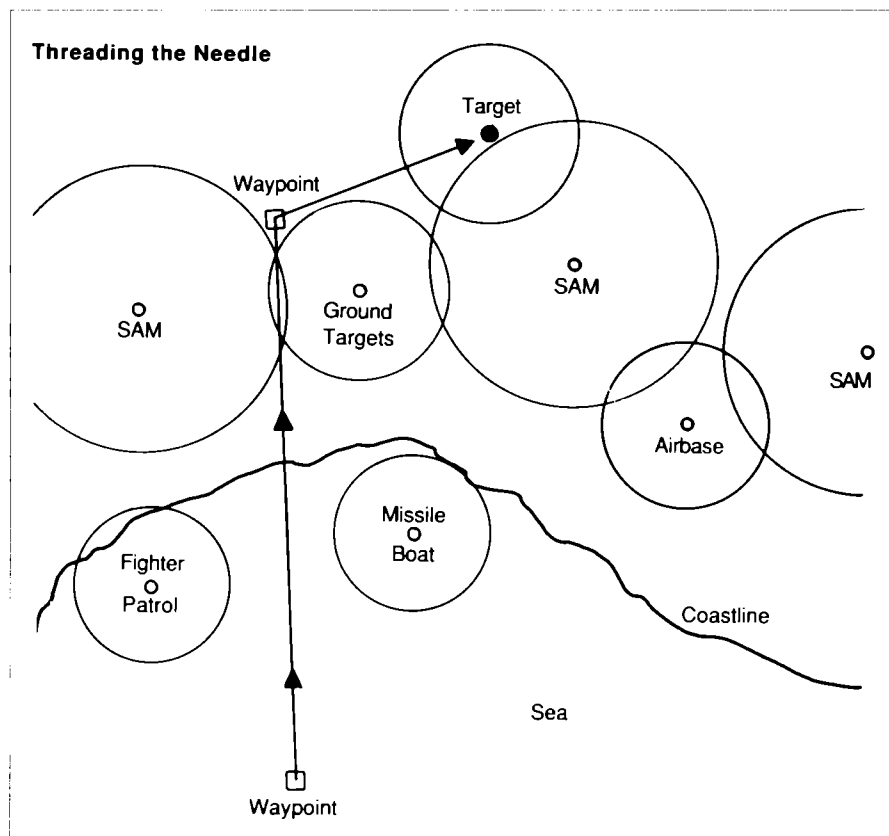 Threading the Needle
Target
Waypoint
SAM
Ground
Targets
SAM
SAM
Airbase
Missile
Boat
Fighter
Patrol
Coastline
Sea
Waypoint